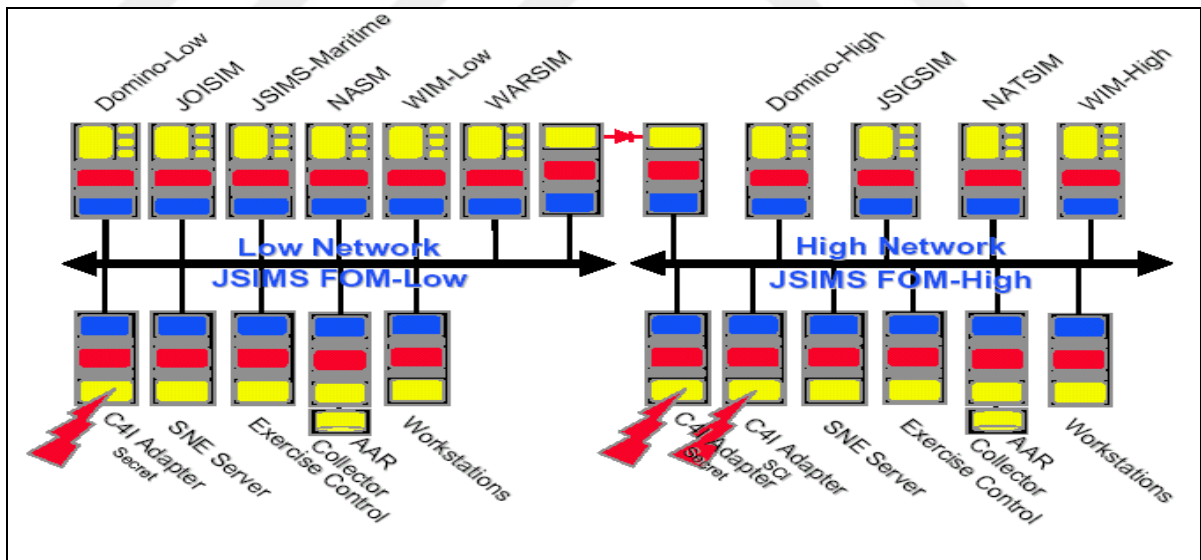 Domino-Low
JOISIM
JSIMS-Maritime
NASM
WIM-Low
WARSIM
Domino-High
JSIGSIM
NATSIM
WIM-High
Low Network
JSIMS FOM-Low
High Network
JSIMS FOM-High
C4I Adapter
Secret
SNE Server
Exercise Control
AAR
Collector
Workstations
C4I Adapter
Secret
C4I Adapter
SCI
SNE Server
Exercise Control
AAR
Collector
Workstations